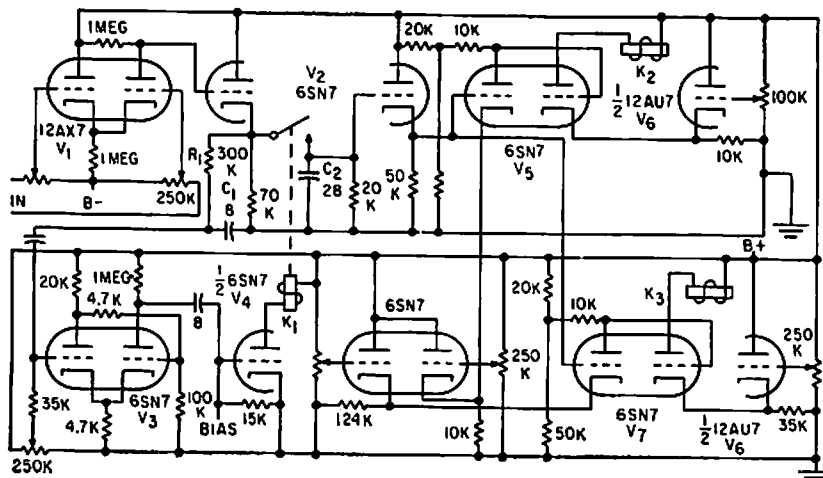 1MEG
20K
10K
K2
V2
6SN7
12AX7
V1
1MEG
R1
300
K
C1
8
70
K
C2
28
20
K
50
K
6SN7
V5
1/2 12AU7
V6
100K
10K
IN
B-
250K
B+
20K
1MEG
4.7K
8
1/2 6SN7
V4
K1
6SN7
20K
10K
K3
250
K
250
K
35K
4.7K
6SN7
V3
100
K
BIAS
15K
124K
10K
50K
6SN7
V7
1/2 12AU7
V6
35K
250K